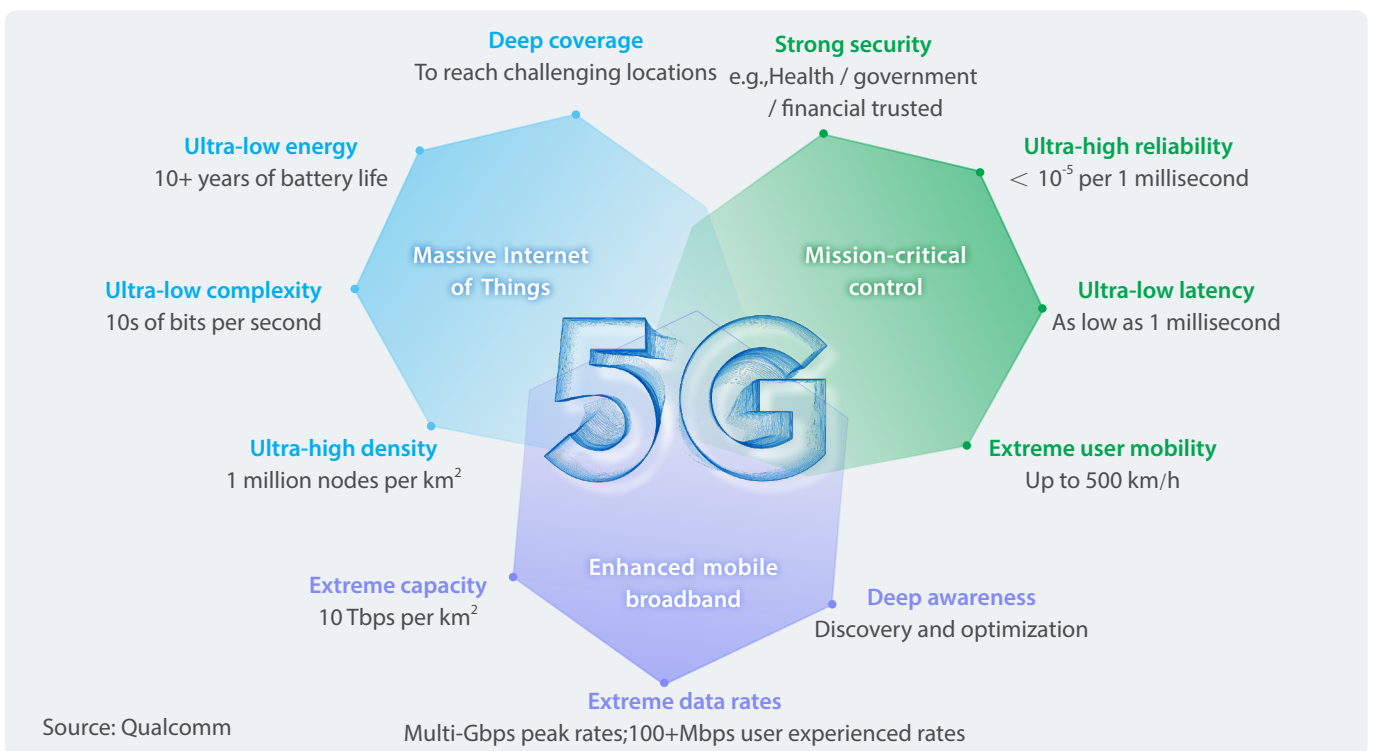 Deep coverage
To reach challenging locations
Strong security
e.g.,Health / government
/ financial trusted
Ultra-low energy
10+ years of battery life
Ultra-high reliability
< 10⁻⁵ per 1 millisecond
Massive Internet
of Things
Mission-critical
control
Ultra-low complexity
10s of bits per second
Ultra-low latency
As low as 1 millisecond
5G
Ultra-high density
1 million nodes per km²
Extreme user mobility
Up to 500 km/h
Enhanced mobile
broadband
Extreme capacity
10 Tbps per km²
Deep awareness
Discovery and optimization
Extreme data rates
Multi-Gbps peak rates;100+Mbps user experienced rates
Source: Qualcomm